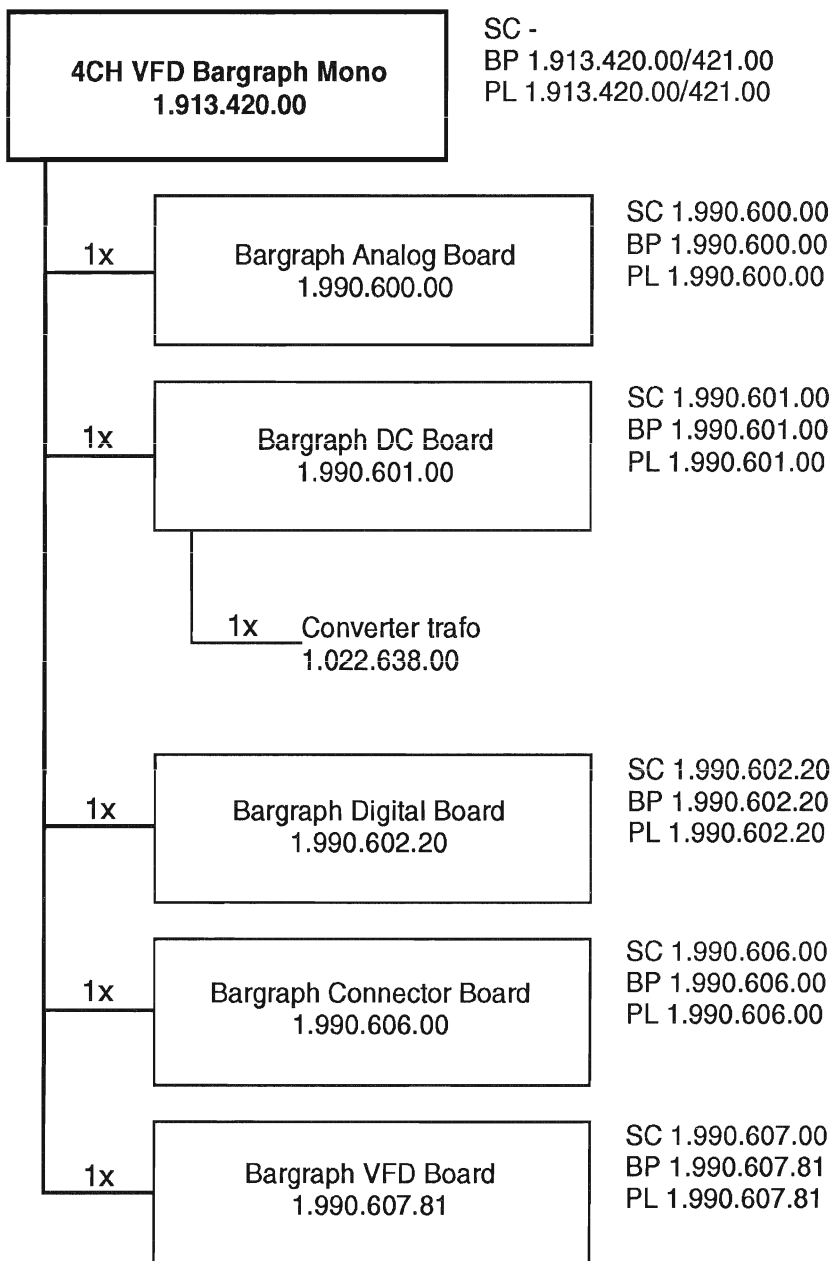 4CH VFD Bargraph Mono
1.913.420.00
SC -
BP 1.913.420.00/421.00
PL 1.913.420.00/421.00
1x
Bargraph Analog Board
1.990.600.00
SC 1.990.600.00
BP 1.990.600.00
PL 1.990.600.00
1x
Bargraph DC Board
1.990.601.00
SC 1.990.601.00
BP 1.990.601.00
PL 1.990.601.00
1x
Converter trafo
1.022.638.00
1x
Bargraph Digital Board
1.990.602.20
SC 1.990.602.20
BP 1.990.602.20
PL 1.990.602.20
1x
Bargraph Connector Board
1.990.606.00
SC 1.990.606.00
BP 1.990.606.00
PL 1.990.606.00
1x
Bargraph VFD Board
1.990.607.81
SC 1.990.607.00
BP 1.990.607.81
PL 1.990.607.81